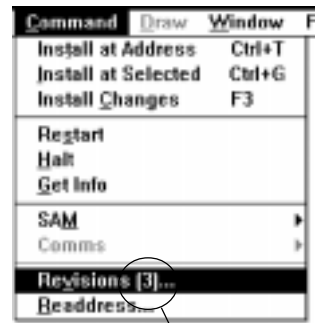 Command Draw Window F
Install at Address Ctrl+T
Install at Selected Ctrl+G
Install Changes F3
Restart
Halt
Get Info
SAM
Comms
Revisions (3)...
Readdress...